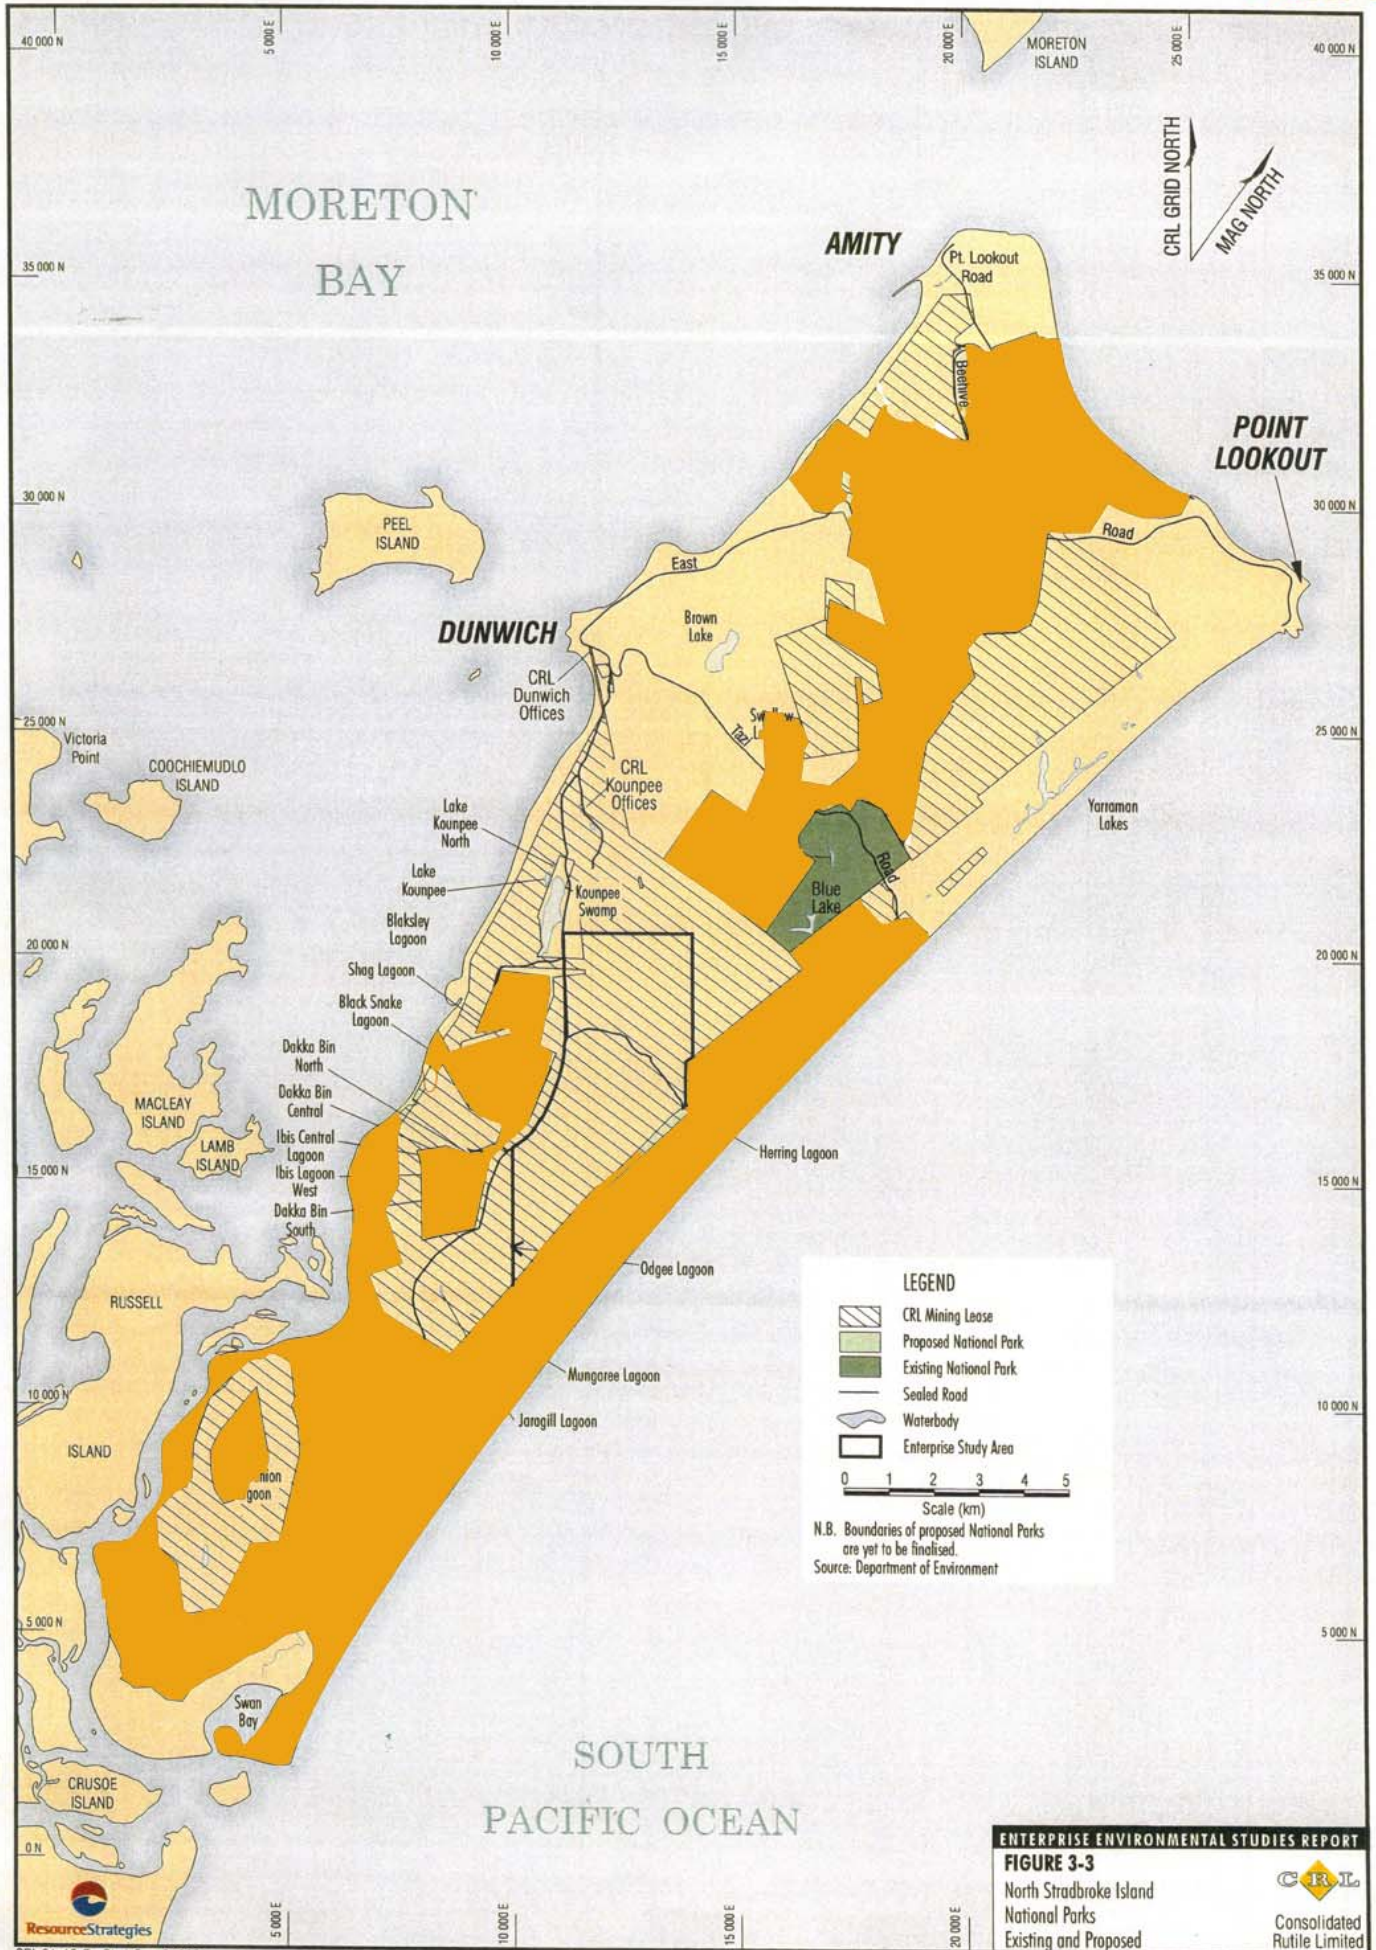 40 000 N
5 000 E
10 000 E
15 000 E
20 000 E
25 000 E
40 000 N
MORETON
ISLAND
CRL GRID NORTH
MAG NORTH
MORETON
BAY
AMITY
Pt. Lookout
Road
35 000 N
35 000 N
Beehive
POINT
LOOKOUT
30 000 N
30 000 N
PEEL
ISLAND
Road
East
Brown
Lake
DUNWICH
CRL
Dunwich
Offices
25 000 N
25 000 N
Victoria
Point
COOCHIEMUDLO
ISLAND
Tazi
CRL
Kounpee
Offices
Lake
Kounpee
North
Yarraman
Lakes
Lake
Kounpee
Kounpee
Swamp
Road
Blue
Lake
Blaksley
Lagoon
20 000 N
20 000 N
Shag Lagoon
Black Snake
Lagoon
Dakka Bin
North
Dakka Bin
Central
MACLEAY
ISLAND
LAMB
ISLAND
Ibis Central
Lagoon
Ibis Lagoon
West
Dakka Bin
South
Herring Lagoon
15 000 N
15 000 N
Odgee Lagoon
RUSSELL
ISLAND
LEGEND
CRL Mining Lease
Proposed National Park
Existing National Park
Sealed Road
Waterbody
Enterprise Study Area
0 1 2 3 4 5
Scale (km)
N.B. Boundaries of proposed National Parks
are yet to be finalised.
Source: Department of Environment
Mungaree Lagoon
Jaragill Lagoon
10 000 N
10 000 N
nion
goon
5 000 N
5 000 N
Swan
Bay
SOUTH
PACIFIC OCEAN
CRUSOE
ISLAND
0 N
ResourceStrategies
5 000 E
10 000 E
15 000 E
20 000 E
ENTERPRISE ENVIRONMENTAL STUDIES REPORT
FIGURE 3-3
North Stradbroke Island
National Parks
Existing and Proposed
CRL
Consolidated
Rutile Limited